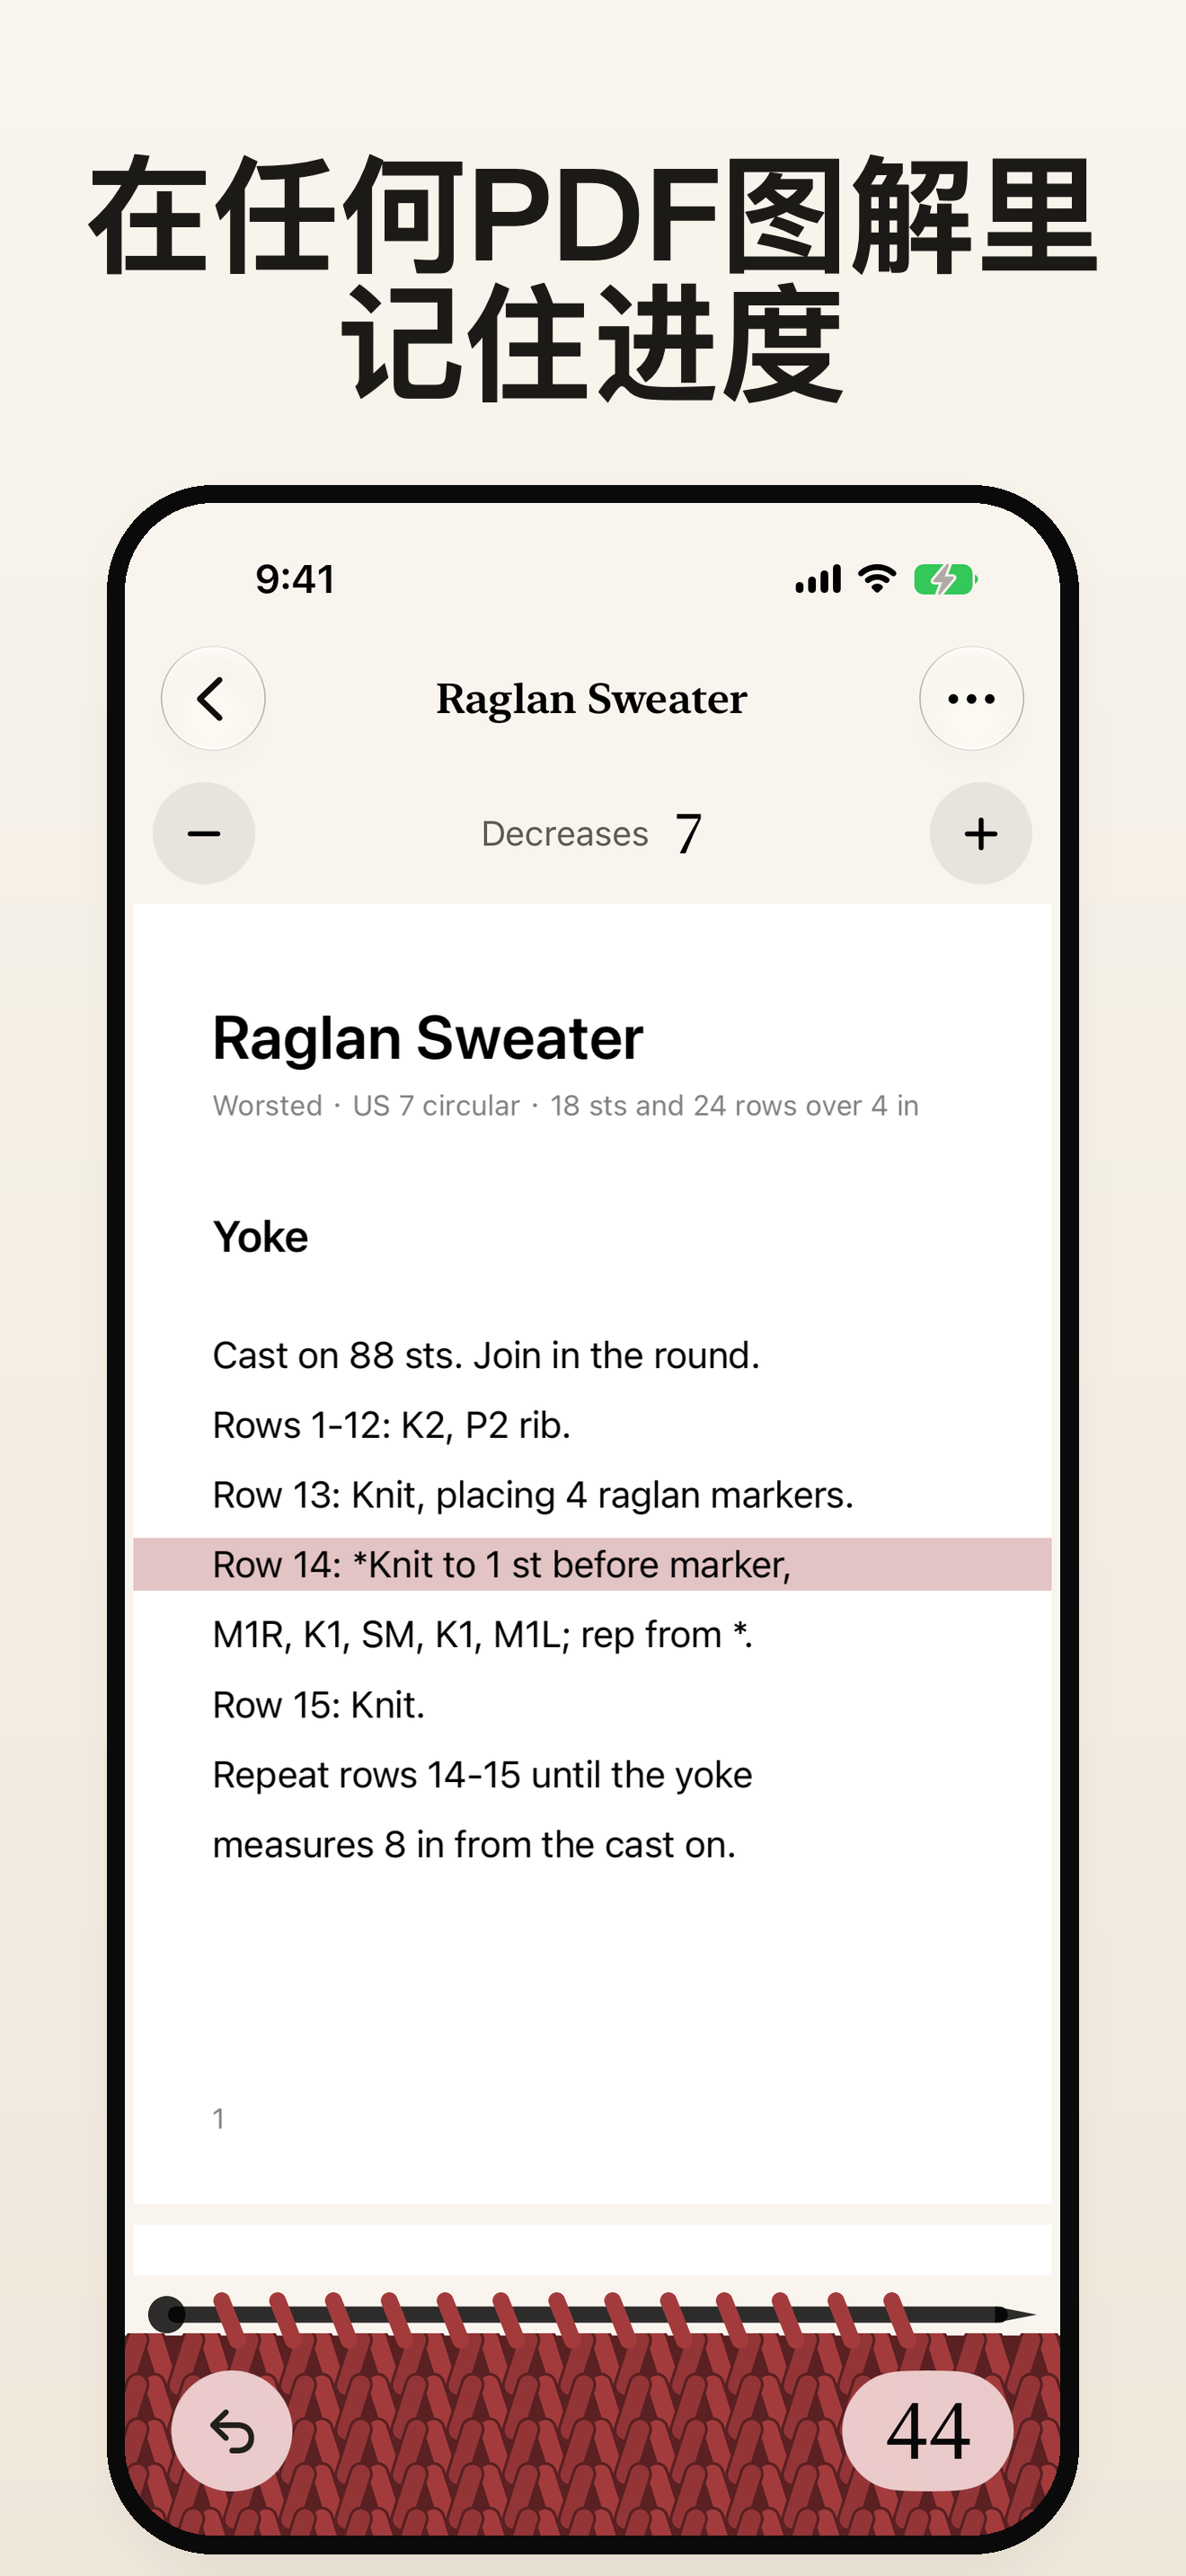 在任何PDF图解里
记住进度
9:41
Raglan Sweater
Decreases 7
Raglan Sweater
Worsted · US 7 circular · 18 sts and 24 rows over 4 in
Yoke
Cast on 88 sts. Join in the round.
Rows 1-12: K2, P2 rib.
Row 13: Knit, placing 4 raglan markers.
Row 14: *Knit to 1 st before marker,
M1R, K1, SM, K1, M1L; rep from *.
Row 15: Knit.
Repeat rows 14-15 until the yoke
measures 8 in from the cast on.
1
44